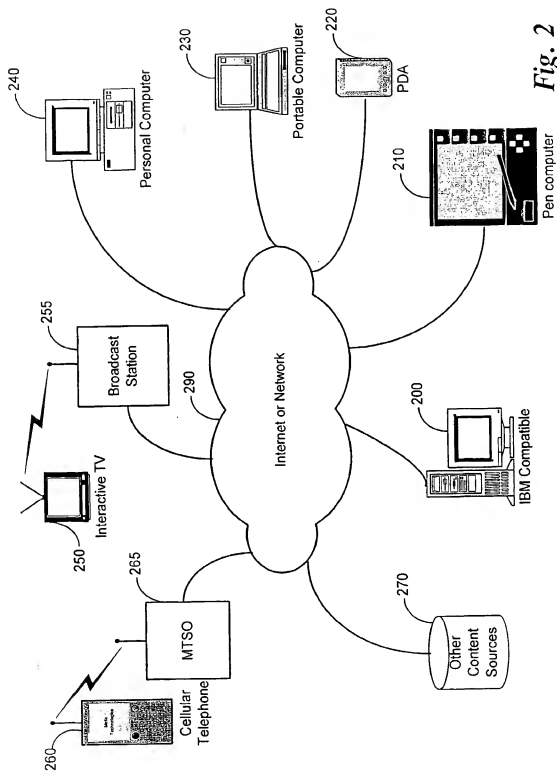 260
Cellular
Telephone
265
MTSO
250
Interactive TV
255
Broadcast
Station
240
Personal Computer
230
Portable Computer
220
PDA
290
Internet or Network
270
Other
Content
Sources
200
IBM Compatible
210
Pen computer
Fig. 2